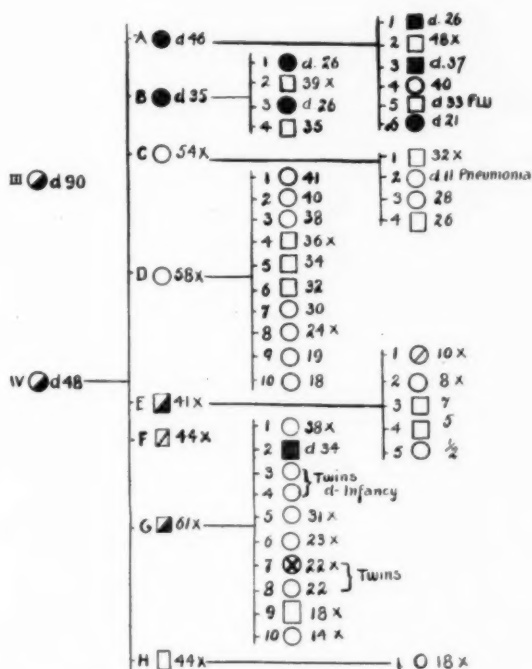 A d 46
1 d. 26
2 48 x
3 d. 37
4 40
5 d 33 FLU
6 d 21
B d 35
1 d. 26
2 39 x
3 d 26
4 35
C 54 x
1 32 x
2 d. 11 Pneumonia
3 28
4 26
III d 90
D 58 x
1 41
2 40
3 38
4 36 x
5 34
6 32
7 30
8 24 x
9 19
10 18
IV d 48
E 41 x
1 10 x
2 8 x
3 7
4 5
5 1/2
F 44 x
G 61 x
1 38 x
2 d 34
3 Twins
4 d- Infancy
5 31 x
6 23 x
7 22 x
8 22 Twins
9 18 x
10 14 x
H 44 x
1 18 x